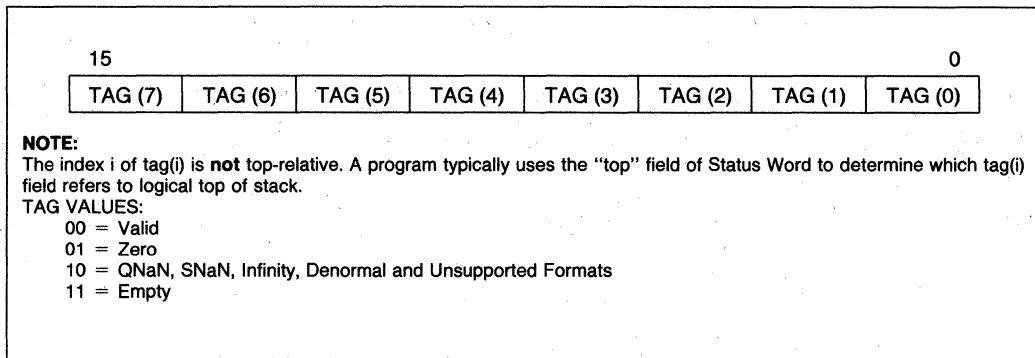 15 0
TAG (7) TAG (6) TAG (5) TAG (4) TAG (3) TAG (2) TAG (1) TAG (0)
NOTE:
The index i of tag(i) is not top-relative. A program typically uses the "top" field of Status Word to determine which tag(i)
field refers to logical top of stack.
TAG VALUES:
00 = Valid
01 = Zero
10 = QNaN, SNaN, Infinity, Denormal and Unsupported Formats
11 = Empty